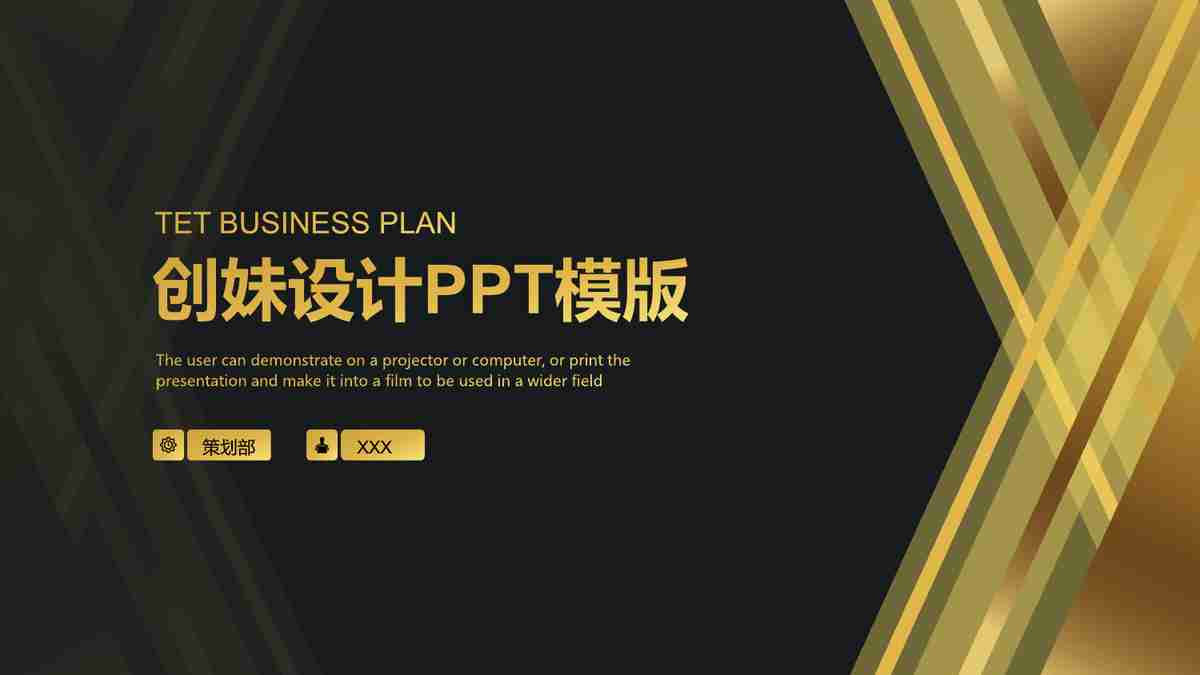 TET BUSINESS PLAN
创妹设计PPT模版
The user can demonstrate on a projector or computer, or print the
presentation and make it into a film to be used in a wider field
策划部
XXX